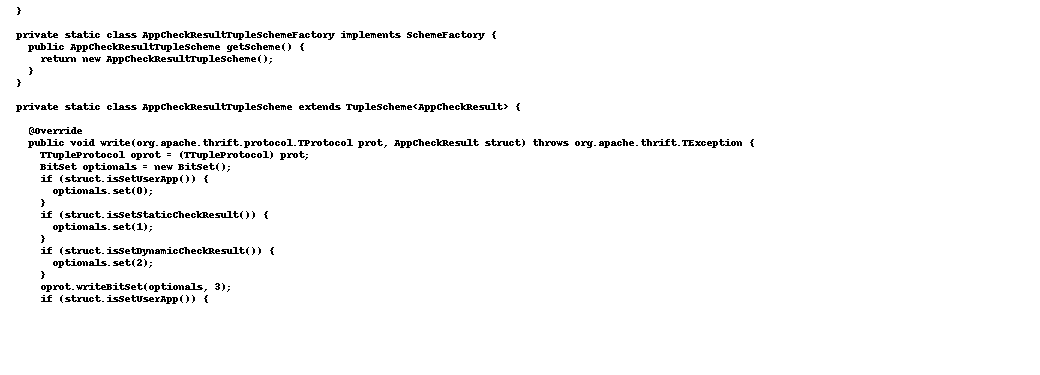 }
private static class AppCheckResultTupleSchemeFactory implements SchemeFactory {
public AppCheckResultTupleScheme getScheme() {
return new AppCheckResultTupleScheme();
}
}
private static class AppCheckResultTupleScheme extends TupleScheme<AppCheckResult> {
@Override
public void write(org.apache.thrift.protocol.TProtocol prot, AppCheckResult struct) throws org.apache.thrift.TException {
TTupleProtocol oprot = (TTupleProtocol) prot;
BitSet optionals = new BitSet();
if (struct.isSetUserApp()) {
optionals.set(0);
}
if (struct.isSetStaticCheckResult()) {
optionals.set(1);
}
if (struct.isSetDynamicCheckResult()) {
optionals.set(2);
}
oprot.writeBitSet(optionals, 3);
if (struct.isSetUserApp()) {